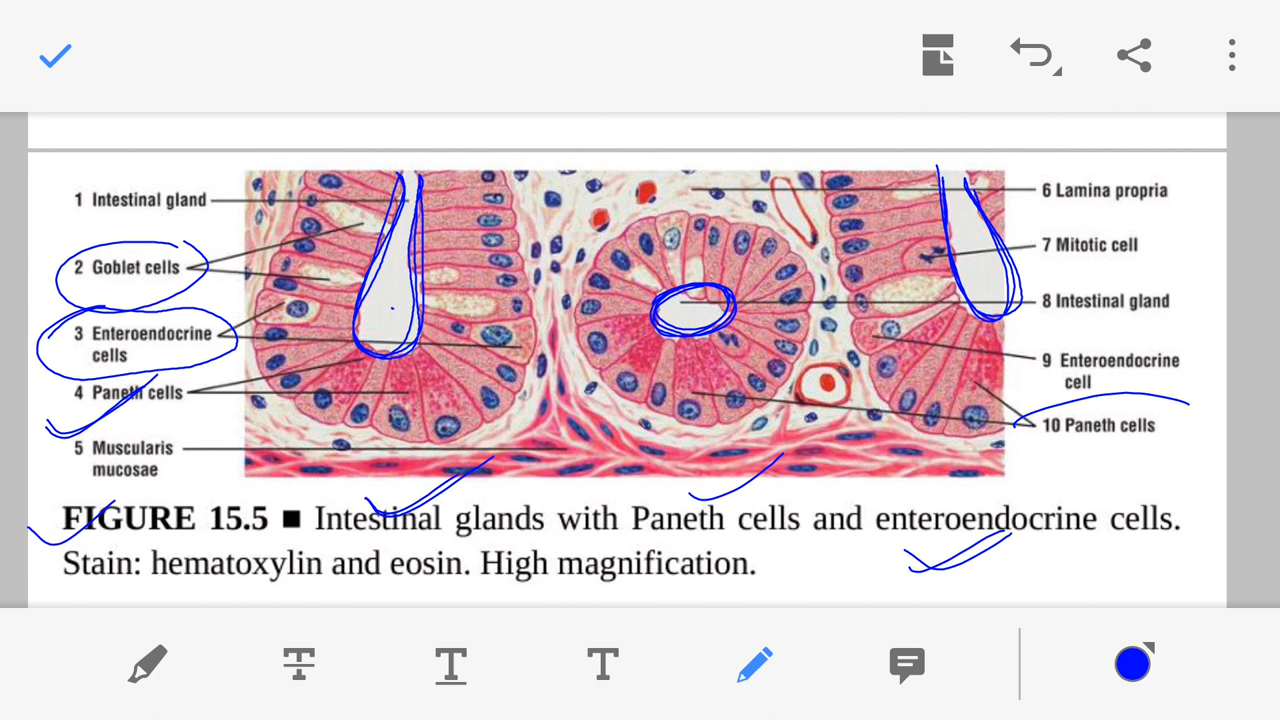 1 Intestinal gland
2 Goblet cells
3 Enteroendocrine
cells
4 Paneth cells
5 Muscularis
mucosae
6 Lamina propria
7 Mitotic cell
8 Intestinal gland
9 Enteroendocrine
cell
10 Paneth cells
FIGURE 15.5 ■ Intestinal glands with Paneth cells and enteroendocrine cells.
Stain: hematoxylin and eosin. High magnification.
T T T